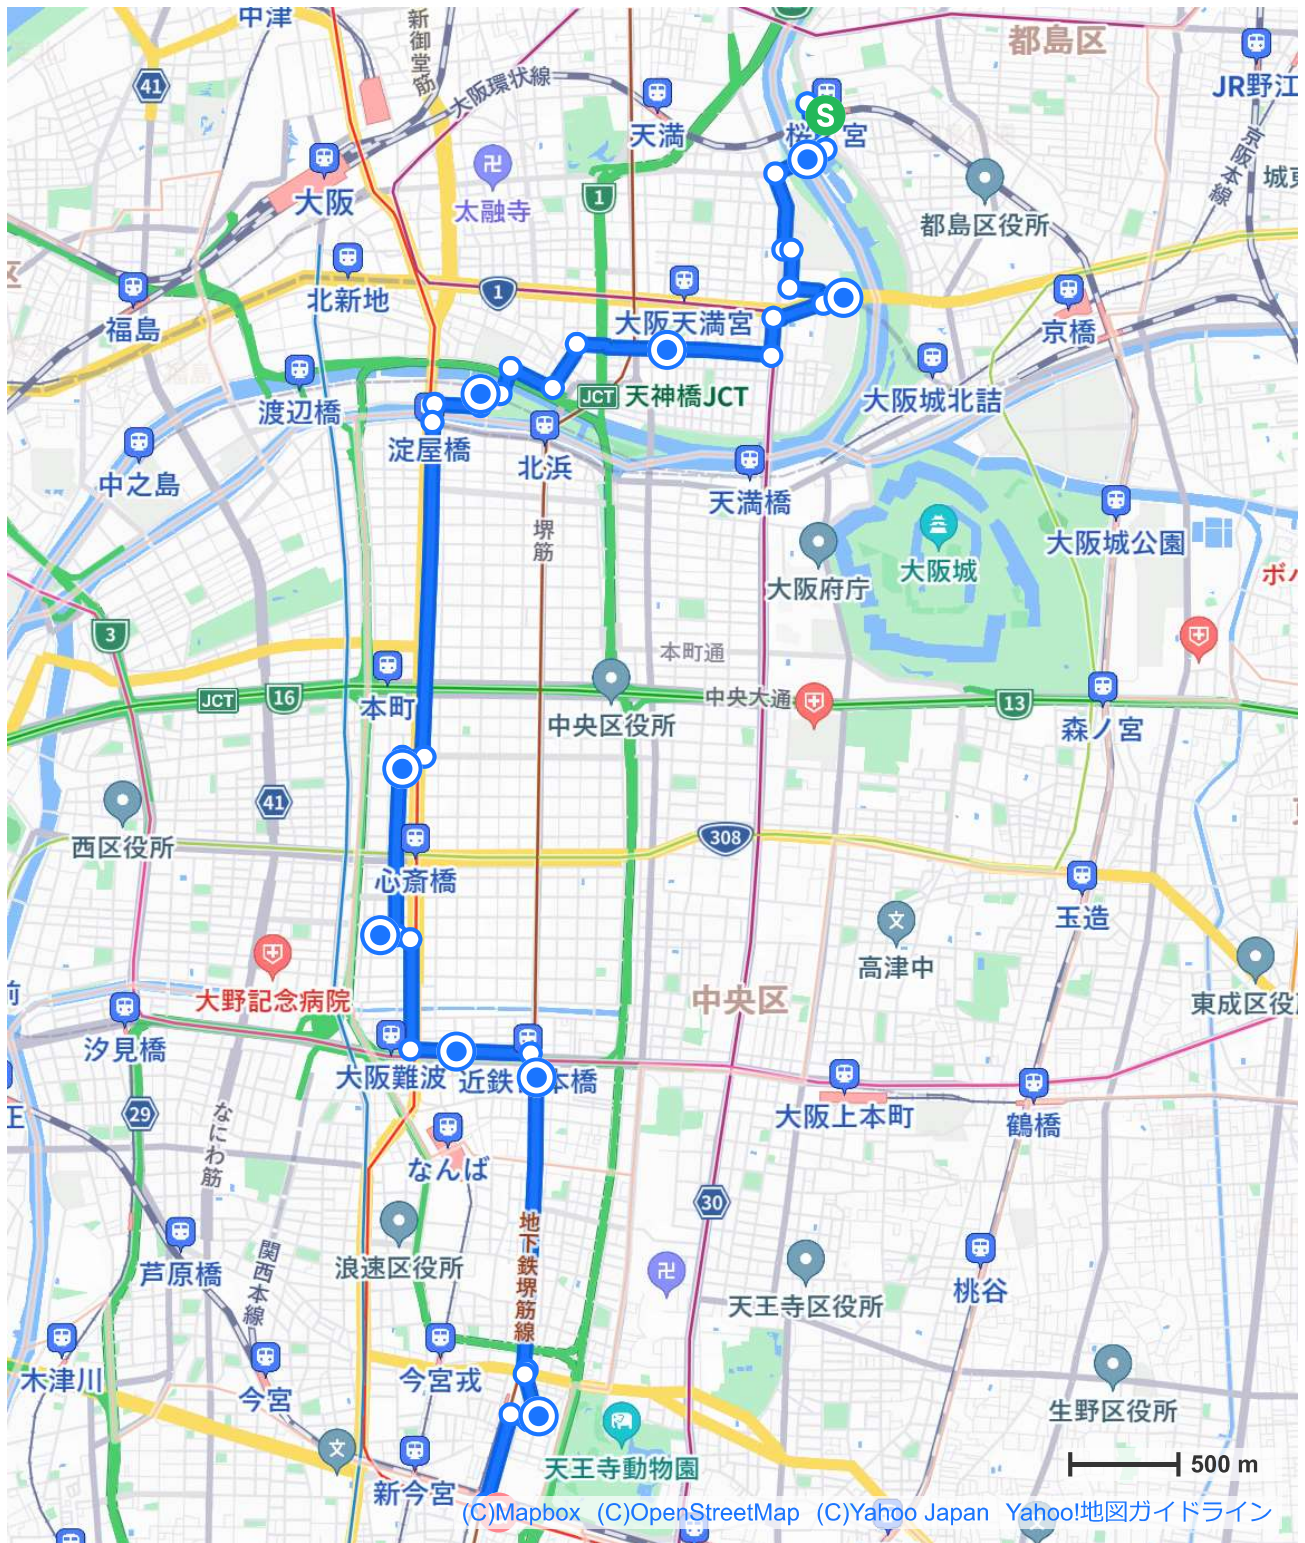 中津
新御堂筋
都島区
41
大阪環状線
JR野江
天満
S
大阪
太融寺
1
都島区役所
京阪本線
北新地
1
福島
大阪天満宮
京橋
渡辺橋
JCT 天神橋JCT
大阪城北詰
淀屋橋
北浜
中之島
天満橋
堺筋
大阪府庁
大阪城
大阪城公園
3
本町通
JCT
16
本町
中央区役所
中央大通
13
森ノ宮
41
西区役所
308
心斎橋
玉造
高津中
大野記念病院
中央区
東成区役
汐見橋
大阪難波
29
なにわ筋
なんば
大阪上本町
鶴橋
30
地下鉄堺筋線
芦原橋
関西本線
浪速区役所
天王寺区役所
桃谷
木津川
今宮
今宮戎
生野区役所
天王寺動物園
新今宮
500 m
(C)Mapbox (C)OpenStreetMap (C)Yahoo Japan Yahoo!地図ガイドライン